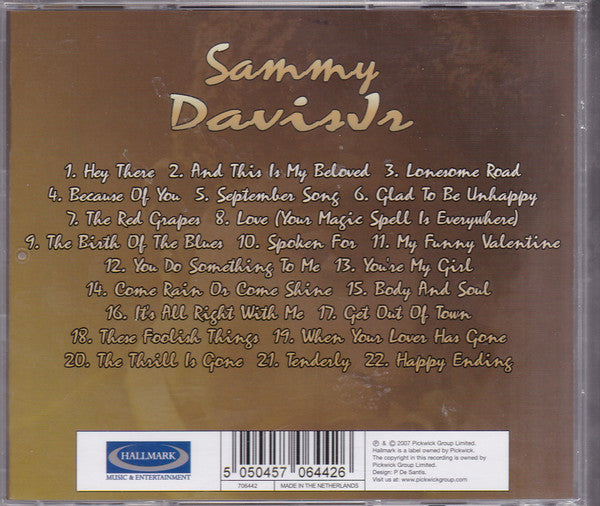 Sammy
DavisJr
1. Hey There 2. And This Is My Beloved 3. Lonesome Road
4. Because Of You 5. September Song 6. Glad To Be Unhappy
7. The Red Grapes 8. Love (Your Magic Spell Is Everywhere)
9. The Birth Of The Blues 10. Spoken For 11. My Funny Valentine
12. You Do Something To Me 13. You're My Girl
14. Come Rain Or Come Shine 15. Body And Soul
16. It's All Right With Me 17. Get Out Of Town
18. These Foolish Things 19. When Your Lover Has Gone
20. The Thrill Is Gone 21. Tenderly 22. Happy Ending
HALLMARK
MUSIC & ENTERTAINMENT
5 050457 064426
706442 MADE IN THE NETHERLANDS
℗ & © 2007 Pickwick Group Limited.
Hallmark is a label owned by Pickwick.
The copyright in this recording is owned by
Pickwick Group Limited.
Design: P De Santis.
Visit us at: www.pickwickgroup.com